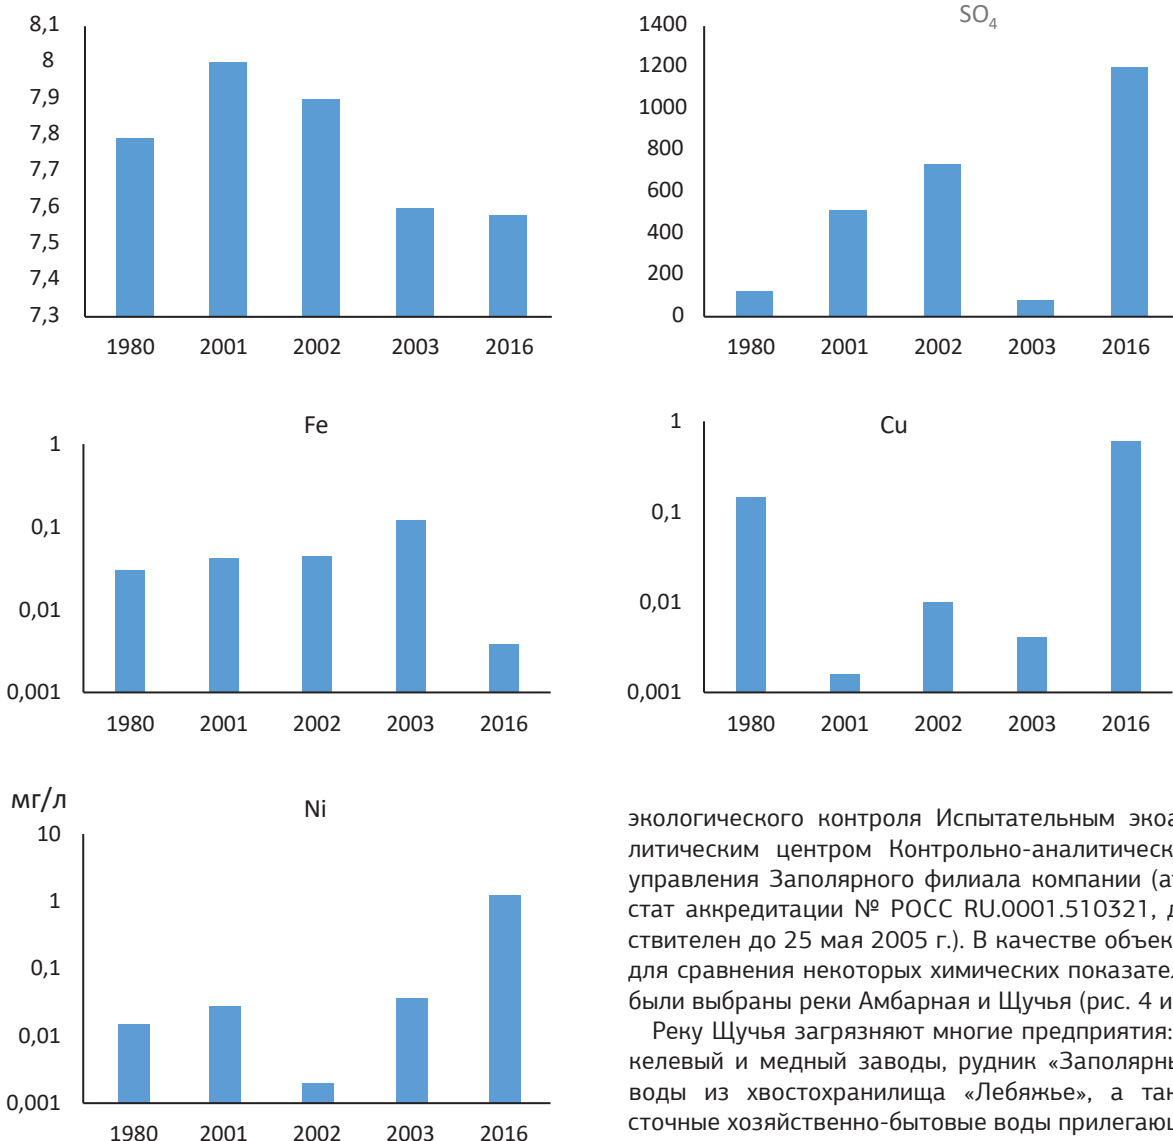 8,1
8
7,9
7,8
7,7
7,6
7,5
7,4
7,3
1980 2001 2002 2003 2016
SO₄
1400
1200
1000
800
600
400
200
0
1980 2001 2002 2003 2016
Fe
1
0,1
0,01
0,001
1980 2001 2002 2003 2016
Cu
1
0,1
0,01
0,001
1980 2001 2002 2003 2016
мг/л
Ni
10
1
0,1
0,01
0,001
1980 2001 2002 2003 2016
экологического контроля Испытательным экоа
литическим центром Контрольно-аналитическ
управления Заполярного филиала компании (ат
стат аккредитации № РОСС RU.0001.510321, д
ствителен до 25 мая 2005 г.). В качестве объек
для сравнения некоторых химических показател
были выбраны реки Амбарная и Щучья (рис. 4 и
Реку Щучья загрязняют многие предприятия:
келевый и медный заводы, рудник «Заполярны
воды из хвостохранилища «Лебяжье», а так
сточные хозяйственно-бытовые воды прилегающ